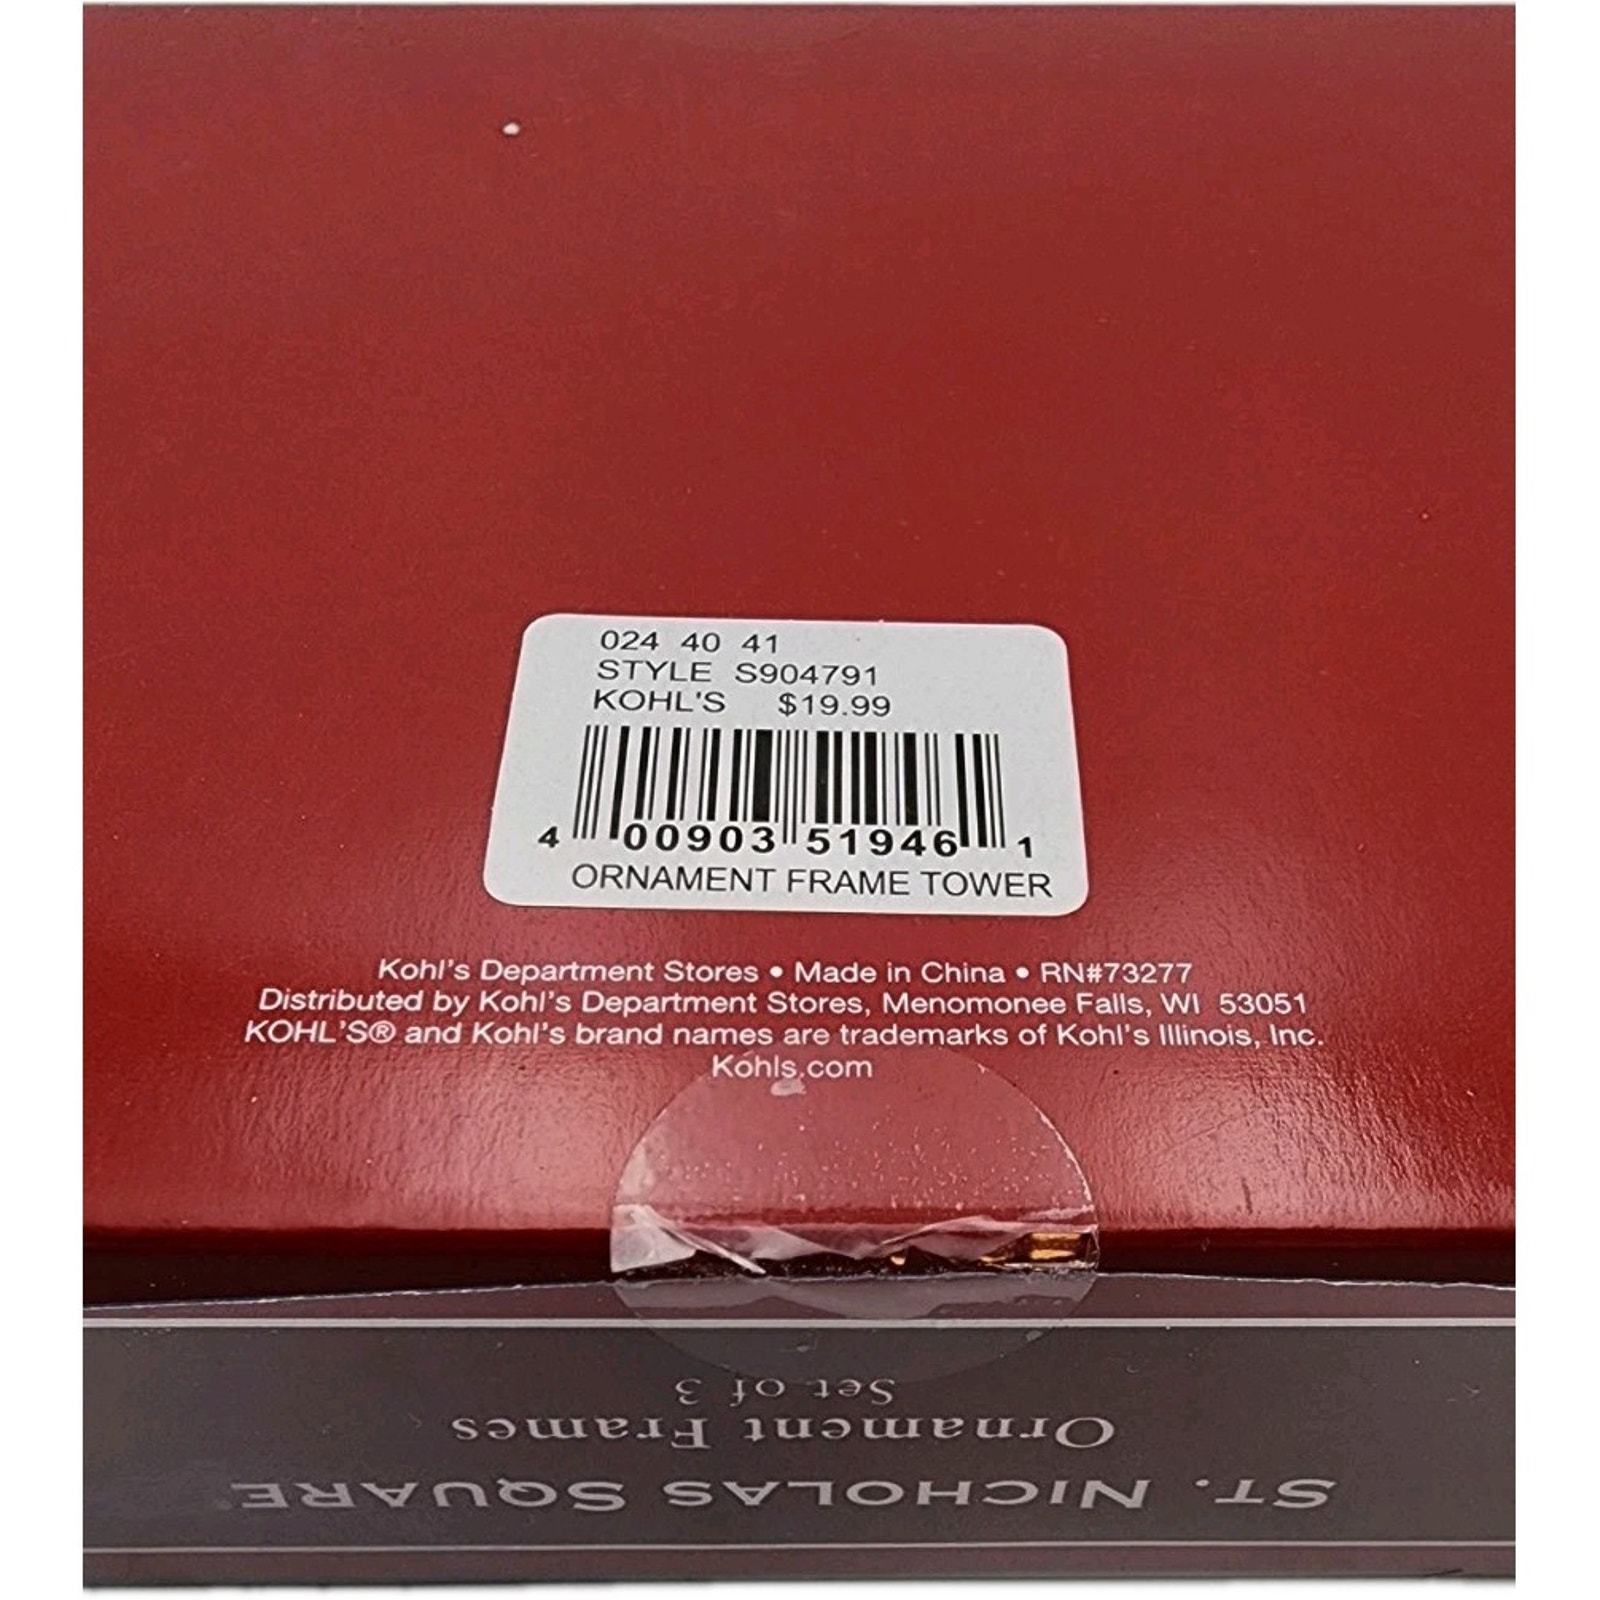 024 40 41
STYLE S904791
KOHL'S $19.99
4 00903 51946 1
ORNAMENT FRAME TOWER
Kohl's Department Stores • Made in China • RN#73277
Distributed by Kohl's Department Stores, Menomonee Falls, WI 53051
KOHL'S® and Kohl's brand names are trademarks of Kohl's Illinois, Inc.
Kohls.com
ST. NICHOLAS SQUARE®
Ornament Frames
Set of 3